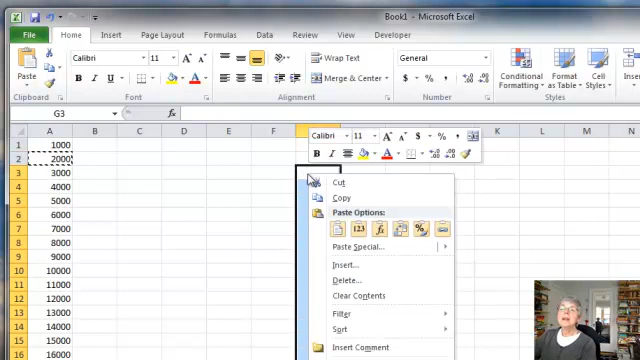 Book1 - Microsoft Excel
File Home Insert Page Layout Formulas Data Review View
Paste
Calibri 11
Wrap Text
General
B I U
Merge & Center
$ % ,
Conditional Formatting
Format as Table
Cell Styles
Clipboard Font Alignment Number Styles
G3 fx
A B C D E F K L M N
Calibri 11 A A $ % ,
B I
1 1000
2 2000
3 3000
4 4000
5 5000
6 6000
7 7000
8 8000
9 9000
10 10000
11 11000
12 12000
13 13000
14 14000
15 15000
16 16000
Cut
Copy
Paste Options:
123 fx %
Paste Special...
Insert...
Delete...
Clear Contents
Filter
Sort
Insert Comment